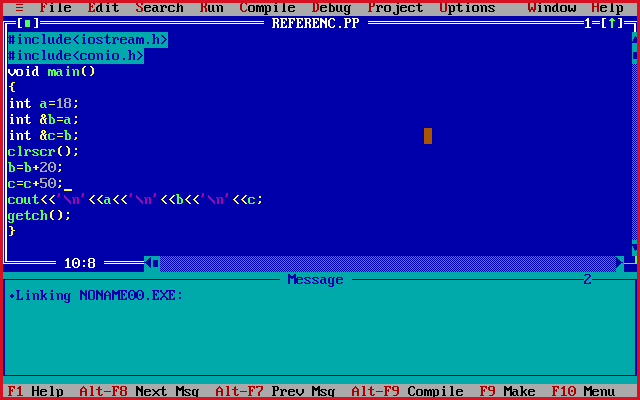 ≡ File Edit Search Run Compile Debug Project Options Window Help
[■] REFERENC.PP 1=[↑]
#include<iostream.h>
#include<conio.h>
void main()
{
int a=18;
int &b=a;
int &c=b;
clrscr();
b=b+20;
c=c+50;_
cout<<'\n'<<a<<'\n'<<b<<'\n'<<c;
getch();
}
10:8
Message 2
•Linking NONAME00.EXE:
F1 Help Alt-F8 Next Msg Alt-F7 Prev Msg Alt-F9 Compile F9 Make F10 Menu